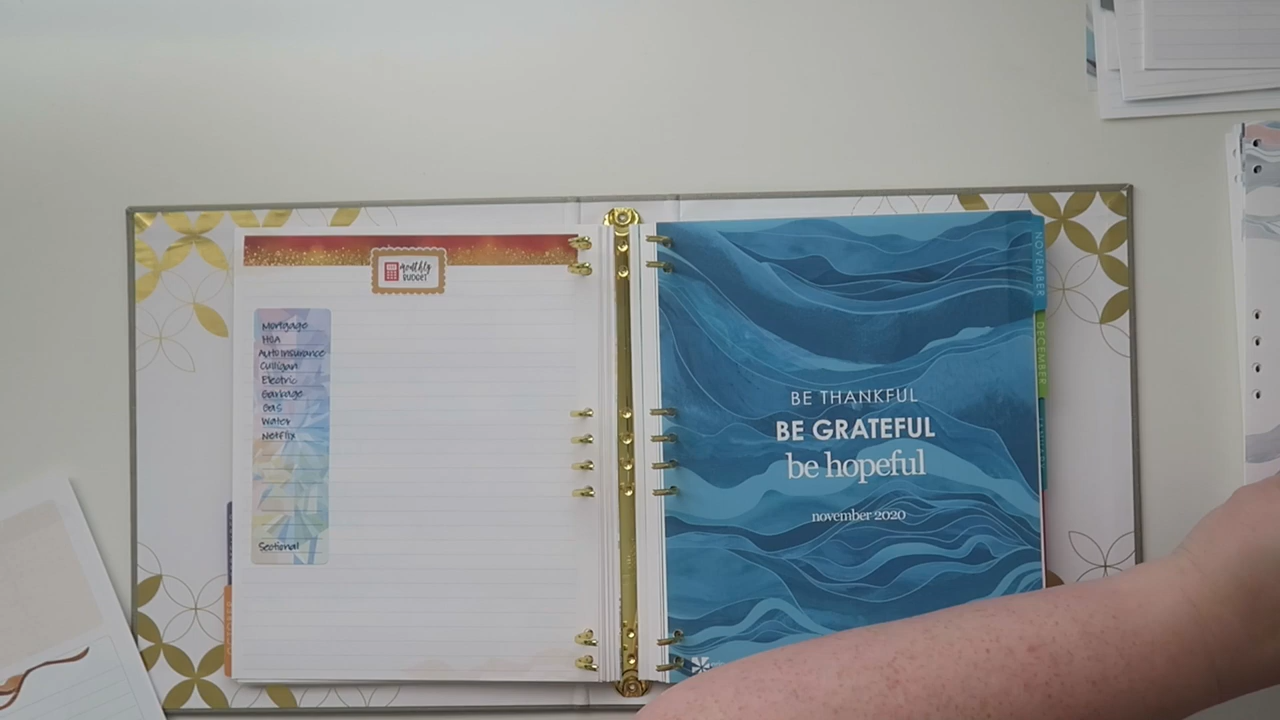 monthly
BUDGET
Mortgage
HOA
Auto Insurance
Culligan
Electric
Garbage
Gas
Water
Netflix
Sectional
BE THANKFUL
BE GRATEFUL
be hopeful
november 2020
NOVEMBER
DECEMBER